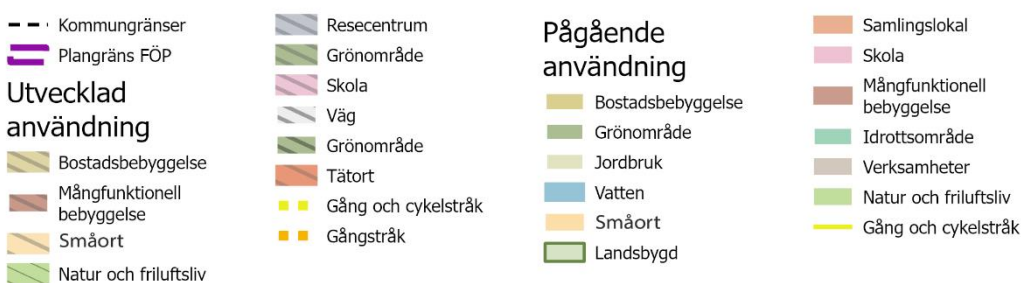 Kommungränser
Plangräns FÖP
Utvecklad
användning
Bostadsbebyggelse
Mångfunktionell
bebyggelse
Småort
Natur och friluftsliv
Resecentrum
Grönområde
Skola
Väg
Grönområde
Tätort
Gång och cykelstråk
Gångstråk
Pågående
användning
Bostadsbebyggelse
Grönområde
Jordbruk
Vatten
Småort
Landsbygd
Samlingslokal
Skola
Mångfunktionell
bebyggelse
Idrottsområde
Verksamheter
Natur och friluftsliv
Gång och cykelstråk